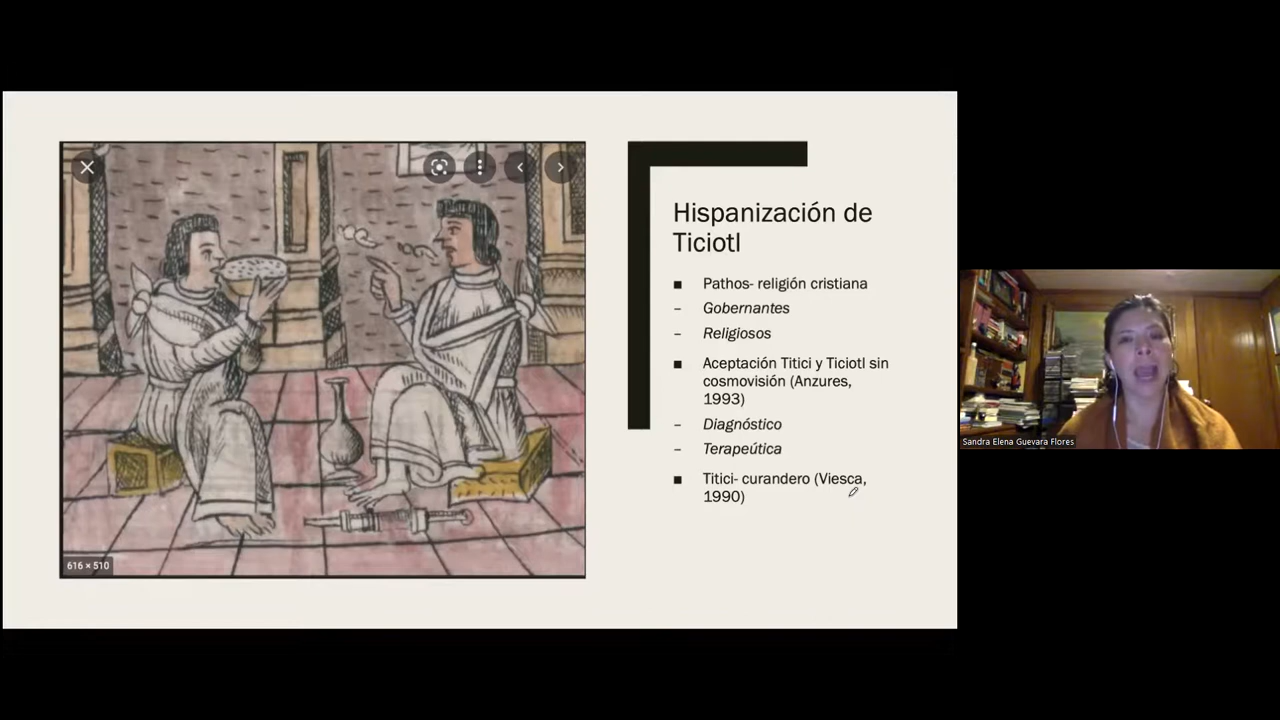 Hispanización de
Ticiotl
■ Pathos- religión cristiana
– Gobernantes
– Religiosos
■ Aceptación Titici y Ticiotl sin
cosmovisión (Anzures,
1993)
– Diagnóstico
– Terapeútica
■ Titici- curandero (Viesca,
1990)
616 × 510
Sandra Elena Guevara Flores